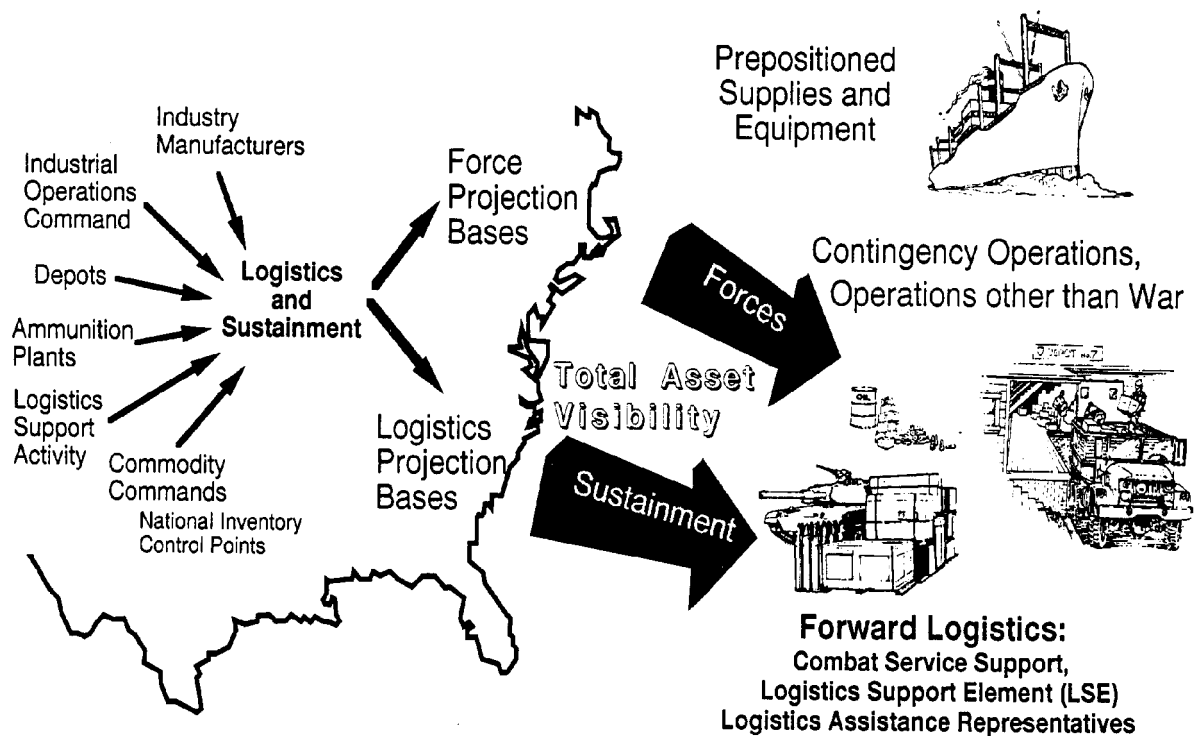 Prepositioned
Supplies and
Equipment
Industry
Manufacturers
Industrial
Operations
Command
Force
Projection
Bases
Depots
Logistics
and
Sustainment
Contingency Operations,
Operations other than War
Forces
Ammunition
Plants
Total Asset
Visibility
Logistics
Support
Activity
Logistics
Projection
Bases
Commodity
Commands
National Inventory
Control Points
Sustainment
OIL
Forward Logistics:
Combat Service Support,
Logistics Support Element (LSE)
Logistics Assistance Representatives